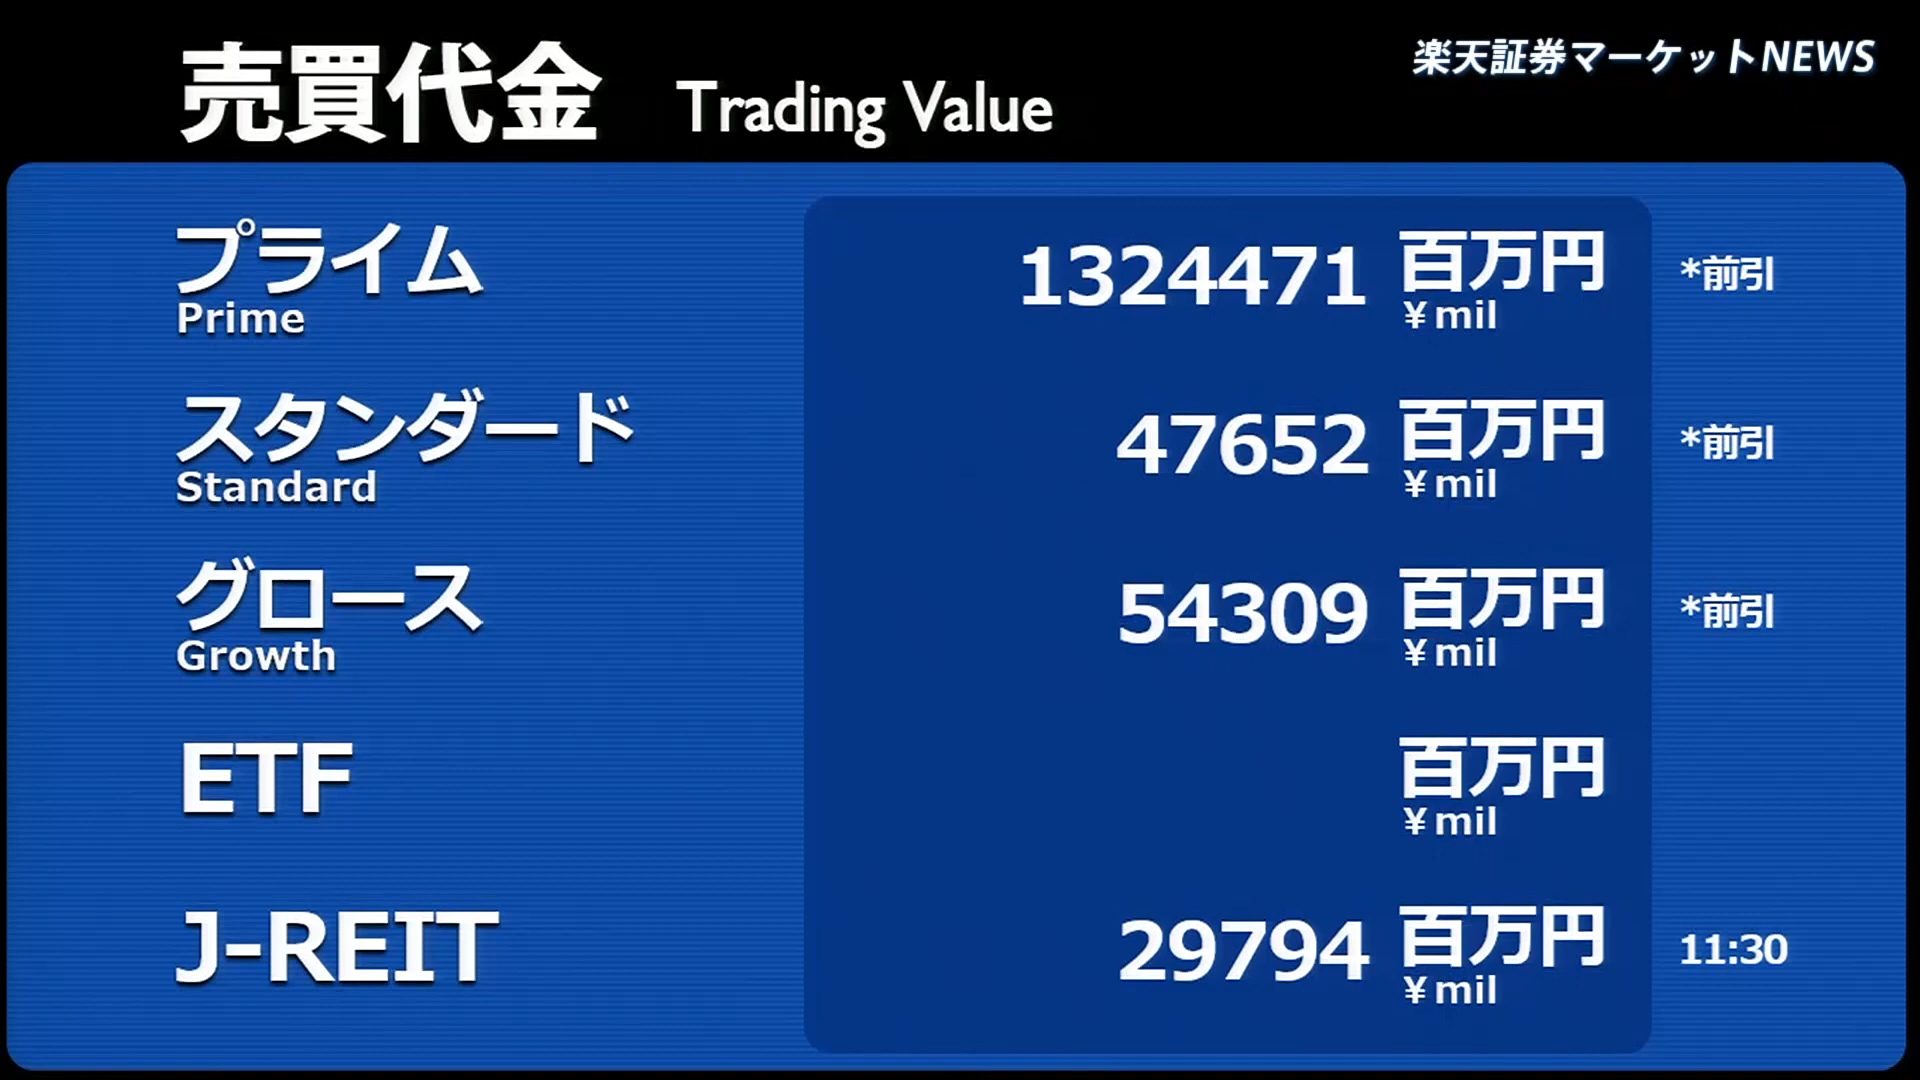 売買代金 Trading Value
楽天証券マーケットNEWS
プライム 1324471 百万円 *前引
Prime ¥mil
スタンダード 47652 百万円 *前引
Standard ¥mil
グロース 54309 百万円 *前引
Growth ¥mil
ETF 百万円
¥mil
J-REIT 29794 百万円 11:30
¥mil